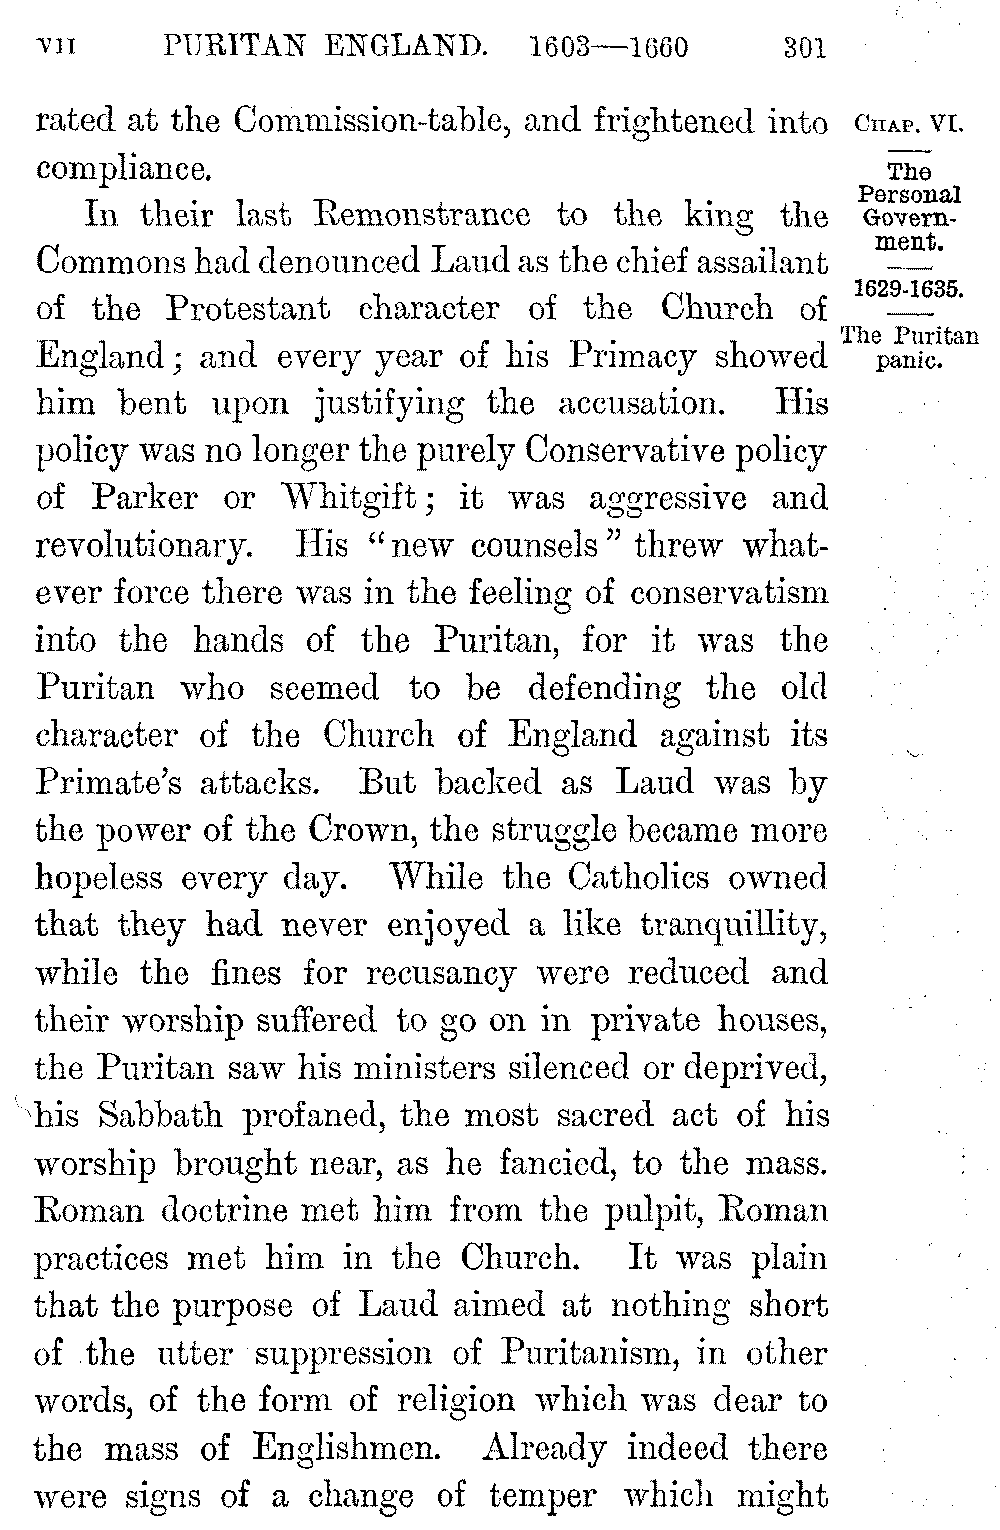 VII PURITAN ENGLAND. 1603—1660 301
rated at the Commission-table, and frightened into
compliance.
In their last Remonstrance to the king the
Commons had denounced Laud as the chief assailant
of the Protestant character of the Church of
England; and every year of his Primacy showed
him bent upon justifying the accusation. His
policy was no longer the purely Conservative policy
of Parker or Whitgift; it was aggressive and
revolutionary. His “new counsels” threw what-
ever force there was in the feeling of conservatism
into the hands of the Puritan, for it was the
Puritan who seemed to be defending the old
character of the Church of England against its
Primate’s attacks. But backed as Laud was by
the power of the Crown, the struggle became more
hopeless every day. While the Catholics owned
that they had never enjoyed a like tranquillity,
while the fines for recusancy were reduced and
their worship suffered to go on in private houses,
the Puritan saw his ministers silenced or deprived,
his Sabbath profaned, the most sacred act of his
worship brought near, as he fancied, to the mass.
Roman doctrine met him from the pulpit, Roman
practices met him in the Church. It was plain
that the purpose of Laud aimed at nothing short
of the utter suppression of Puritanism, in other
words, of the form of religion which was dear to
the mass of Englishmen. Already indeed there
were signs of a change of temper which might
CHAP. VI.
The
Personal
Govern-
ment.
1629-1635.
The Puritan
panic.